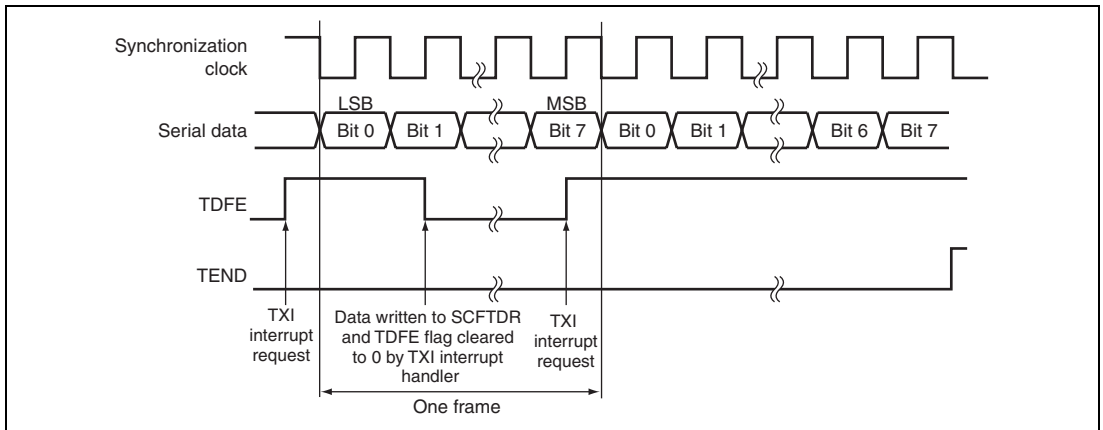 Synchronization
clock
LSB
MSB
Serial data
Bit 0
Bit 1
Bit 7
Bit 0
Bit 1
Bit 6
Bit 7
TDFE
TEND
TXI
interrupt
request
Data written to SCFTDR
and TDFE flag cleared
to 0 by TXI interrupt
handler
TXI
interrupt
request
One frame